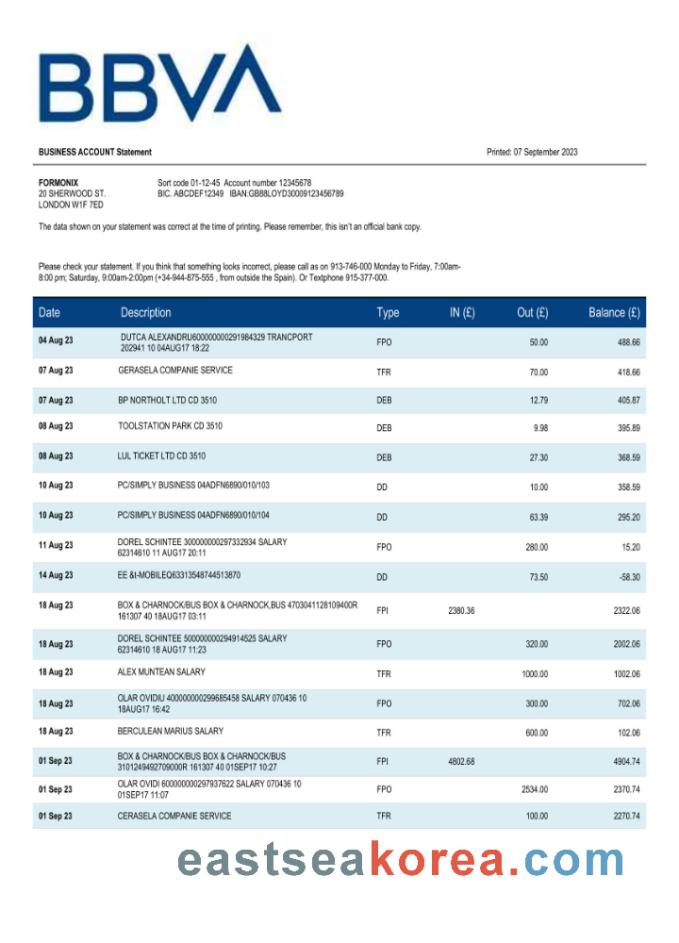 BBVA
BUSINESS ACCOUNT Statement Printed: 07 September 2023
FORMONIX Sort code 01-12-45 Account number 12345678
20 SHERWOOD ST. BIC. ABCDEF12349 IBAN:GB88LOYD30009123456789
LONDON W1F 7ED
The data shown on your statement was correct at the time of printing. Please remember, this isn't an official bank copy.
Please check your statement. If you think that something looks incorrect, please call as on 913-746-000 Monday to Friday, 7:00am-
8:00 pm; Saturday, 9:00am-2:00pm (+34-944-875-555 , from outside the Spain). Or Textphone 915-377-000.
Date Description Type IN (£) Out (£) Balance (£)
04 Aug 23 DUTCA ALEXANDRU600000000291984329 TRANCPORT
202941 10 04AUG17 18:22 FPO 50.00 488.66
07 Aug 23 GERASELA COMPANIE SERVICE TFR 70.00 418.66
07 Aug 23 BP NORTHOLT LTD CD 3510 DEB 12.79 405.87
08 Aug 23 TOOLSTATION PARK CD 3510 DEB 9.98 395.89
08 Aug 23 LUL TICKET LTD CD 3510 DEB 27.30 368.59
10 Aug 23 PC/SIMPLY BUSINESS 04ADFN6890/010/103 DD 10.00 358.59
10 Aug 23 PC/SIMPLY BUSINESS 04ADFN6890/010/104 DD 63.39 295.20
11 Aug 23 DOREL SCHINTEE 300000000297332934 SALARY
62314610 11 AUG17 20:11 FPO 280.00 15.20
14 Aug 23 EE &t-MOBILEQ63313548744513870 DD 73.50 -58.30
18 Aug 23 BOX & CHARNOCK/BUS BOX & CHARNOCK,BUS 4703041128109400R
161307 40 18AUG17 03:11 FPI 2380.36 2322.06
18 Aug 23 DOREL SCHINTEE 500000000294914525 SALARY
62314610 18 AUG17 11:23 FPO 320.00 2002.06
18 Aug 23 ALEX MUNTEAN SALARY TFR 1000.00 1002.06
18 Aug 23 OLAR OVIDIU 400000000299685458 SALARY 070436 10
18AUG17 16:42 FPO 300.00 702.06
18 Aug 23 BERCULEAN MARIUS SALARY TFR 600.00 102.06
01 Sep 23 BOX & CHARNOCK/BUS BOX & CHARNOCK/BUS
3101249492709000R 161307 40 01SEP17 10:27 FPI 4802.68 4904.74
01 Sep 23 OLAR OVIDI 600000000297937622 SALARY 070436 10
01SEP17 11:07 FPO 2534.00 2370.74
01 Sep 23 CERASELA COMPANIE SERVICE TFR 100.00 2270.74
eastseakorea.com